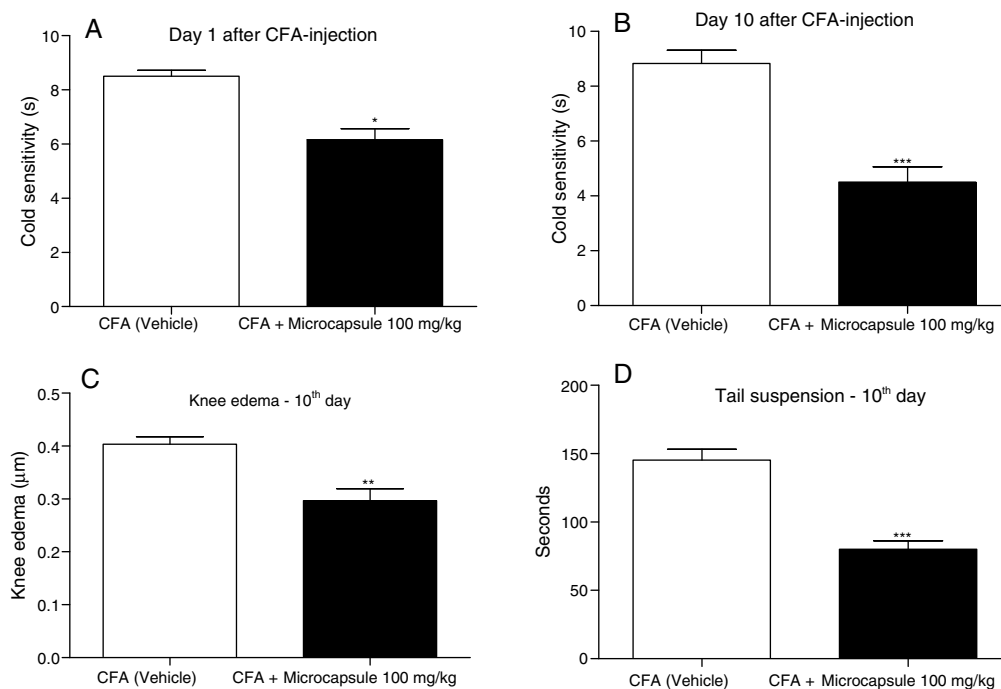 A
Day 1 after CFA-injection
Cold sensitivity (s)
10
8
6
4
2
0
*
CFA (Vehicle)
CFA + Microcapsule 100 mg/kg
B
Day 10 after CFA-injection
Cold sensitivity (s)
10
8
6
4
2
0
***
CFA (Vehicle)
CFA + Microcapsule 100 mg/kg
C
Knee edema - 10th day
Knee edema (μm)
0.5
0.4
0.3
0.2
0.1
0.0
**
CFA (Vehicle)
CFA + Microcapsule 100 mg/kg
D
Tail suspension - 10th day
Seconds
200
150
100
50
0
***
CFA (Vehicle)
CFA + Microcapsule 100 mg/kg